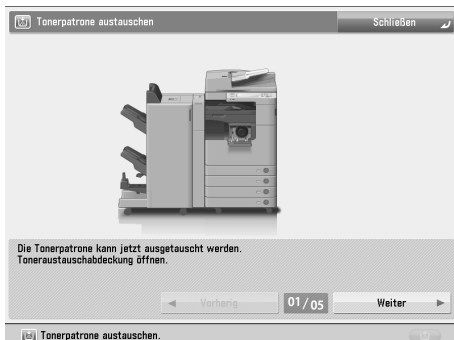 Tonerpatrone austauschen
Schließen
Die Tonerpatrone kann jetzt ausgetauscht werden.
Toneraustauschabdeckung öffnen.
Vorherig
01/05
Weiter
Tonerpatrone austauschen.